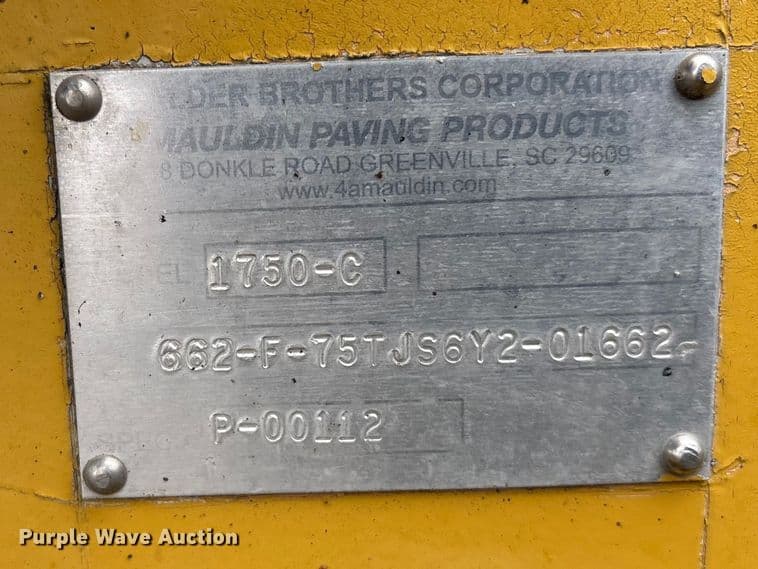 LDER BROTHERS CORPORATION
MAULDIN PAVING PRODUCTS
8 DONKLE ROAD GREENVILLE, SC 29609
www.4amauldin.com
EL 1750-C
662-F-75TJS6Y2-01662-
P-00112
Purple Wave Auction